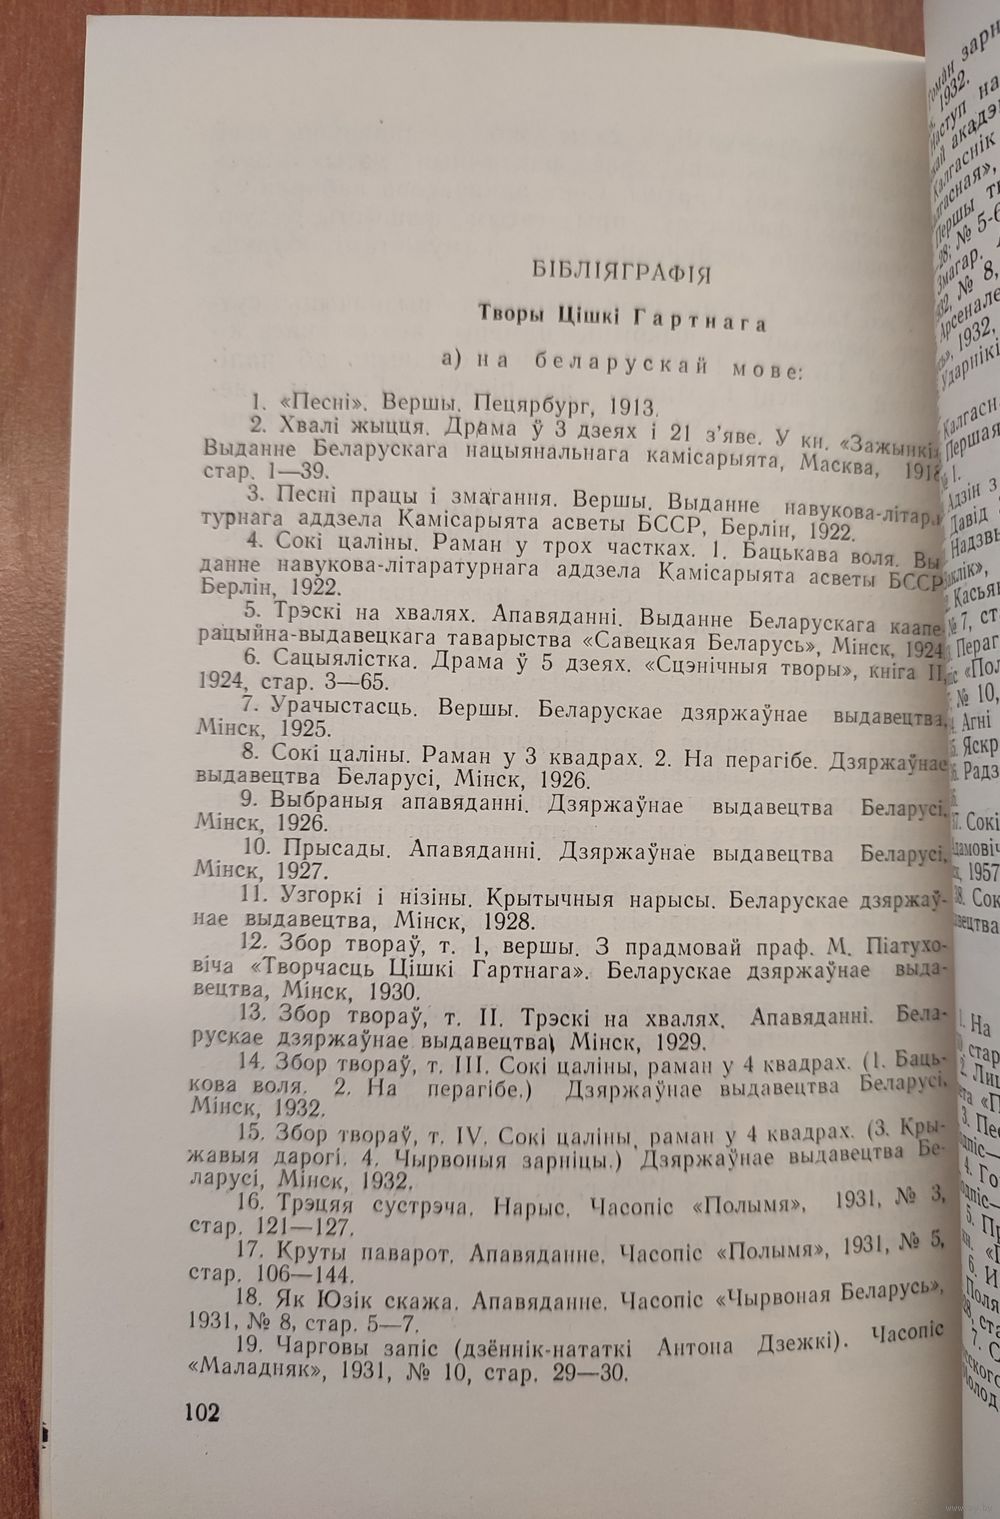 БІБЛІЯГРАФІЯ
Творы Цішкі Гартнага
а) на беларускай мове:
1. «Песні». Вершы. Пецярбург, 1913.
2. Хвалі жыцця. Драма ў 3 дзеях і 21 з’яве. У кн. «Зажынкі»
Выданне Беларускага нацыянальнага камісарыята, Масква, 1918
стар. 1—39.
3. Песні працы і змагання. Вершы. Выданне навукова-літара-
турнага аддзела Камісарыята асветы БССР, Берлін, 1922.
4. Сокі цаліны. Раман у трох частках. 1. Бацькава воля. Вы-
данне навукова-літаратурнага аддзела Камісарыята асветы БССР
Берлін, 1922.
5. Трэскі на хвалях. Апавяданні. Выданне Беларускага каапе-
рацыйна-выдавецкага таварыства «Савецкая Беларусь», Мінск, 1924
6. Сацыялістка. Драма ў 5 дзеях. «Сцэнічныя творы», кніга II,
1924, стар. 3—65.
7. Урачыстасць. Вершы. Беларускае дзяржаўнае выдавецтва,
Мінск, 1925.
8. Сокі цаліны. Раман у 3 квадрах. 2. На перагібе. Дзяржаўнае
выдавецтва Беларусі, Мінск, 1926.
9. Выбраныя апавяданні. Дзяржаўнае выдавецтва Беларусі,
Мінск, 1926.
10. Прысады. Апавяданні. Дзяржаўнае выдавецтва Беларусі,
Мінск, 1927.
11. Узгоркі і нізіны. Крытычныя нарысы. Беларускае дзяржаў-
нае выдавецтва, Мінск, 1928.
12. Збор твораў, т. I, вершы. З прадмовай праф. М. Піатухо-
віча «Творчасць Цішкі Гартнага». Беларускае дзяржаўнае выда-
вецтва, Мінск, 1930.
13. Збор твораў, т. II. Трэскі на хвалях. Апавяданні. Бела-
рускае дзяржаўнае выдавецтва, Мінск, 1929.
14. Збор твораў, т. III. Сокі цаліны, раман у 4 квадрах. (1. Баць-
кова воля. 2. На перагібе.) Дзяржаўнае выдавецтва Беларусі,
Мінск, 1932.
15. Збор твораў, т. IV. Сокі цаліны, раман у 4 квадрах. (3. Кры-
жавыя дарогі. 4. Чырвоныя зарніцы.) Дзяржаўнае выдавецтва Бе-
ларусі, Мінск, 1932.
16. Трэцяя сустрэча. Нарыс. Часопіс «Полымя», 1931, № 3,
стар. 121—127.
17. Круты паварот. Апавяданне. Часопіс «Полымя», 1931, № 5,
стар. 106—144.
18. Як Юзік скажа. Апавяданне. Часопіс «Чырвоная Беларусь»,
1931, № 8, стар. 5—7.
19. Чарговы запіс (дзённік-нататкі Антона Дзежкі). Часопіс
«Маладняк», 1931, № 10, стар. 29—30.
102